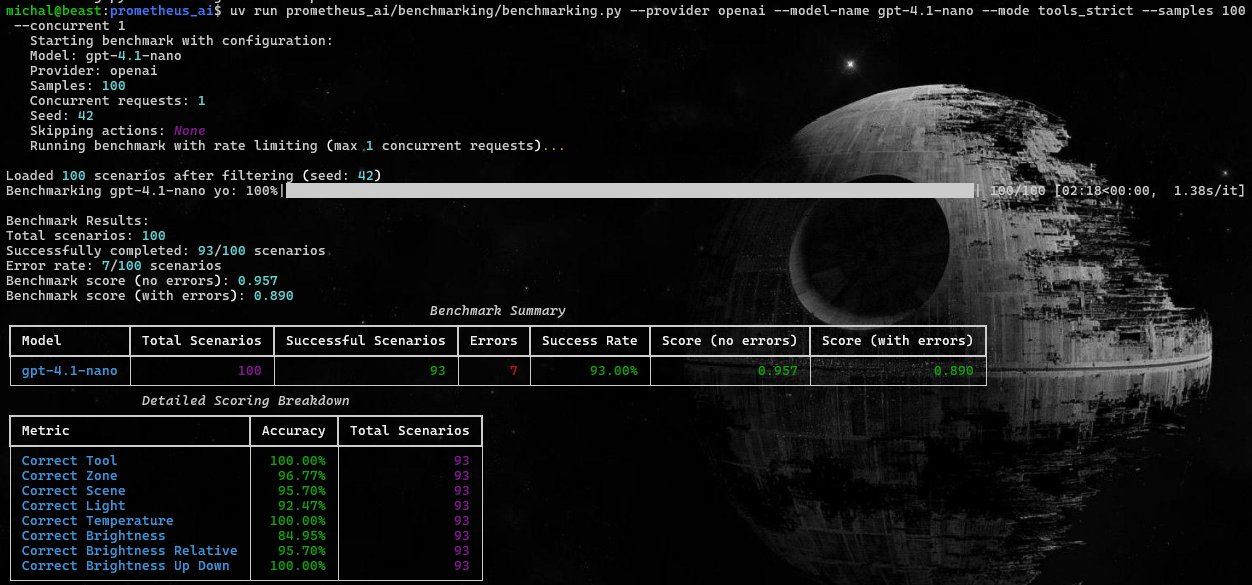 michal@beast:prometheus_ai$ uv run prometheus_ai/benchmarking/benchmarking.py --provider openai --model-name gpt-4.1-nano --mode tools_strict --samples 100
--concurrent 1
Starting benchmark with configuration:
Model: gpt-4.1-nano
Provider: openai
Samples: 100
Concurrent requests: 1
Seed: 42
Skipping actions: None
Running benchmark with rate limiting (max 1 concurrent requests)...
Loaded 100 scenarios after filtering (seed: 42)
Benchmarking gpt-4.1-nano yo: 100%| | 100/100 [02:18<00:00, 1.38s/it]
Benchmark Results:
Total scenarios: 100
Successfully completed: 93/100 scenarios
Error rate: 7/100 scenarios
Benchmark score (no errors): 0.957
Benchmark score (with errors): 0.890
Benchmark Summary
Model Total Scenarios Successful Scenarios Errors Success Rate Score (no errors) Score (with errors)
gpt-4.1-nano 100 93 7 93.00% 0.957 0.890
Detailed Scoring Breakdown
Metric Accuracy Total Scenarios
Correct Tool 100.00% 93
Correct Zone 96.77% 93
Correct Scene 95.70% 93
Correct Light 92.47% 93
Correct Temperature 100.00% 93
Correct Brightness 84.95% 93
Correct Brightness Relative 95.70% 93
Correct Brightness Up Down 100.00% 93